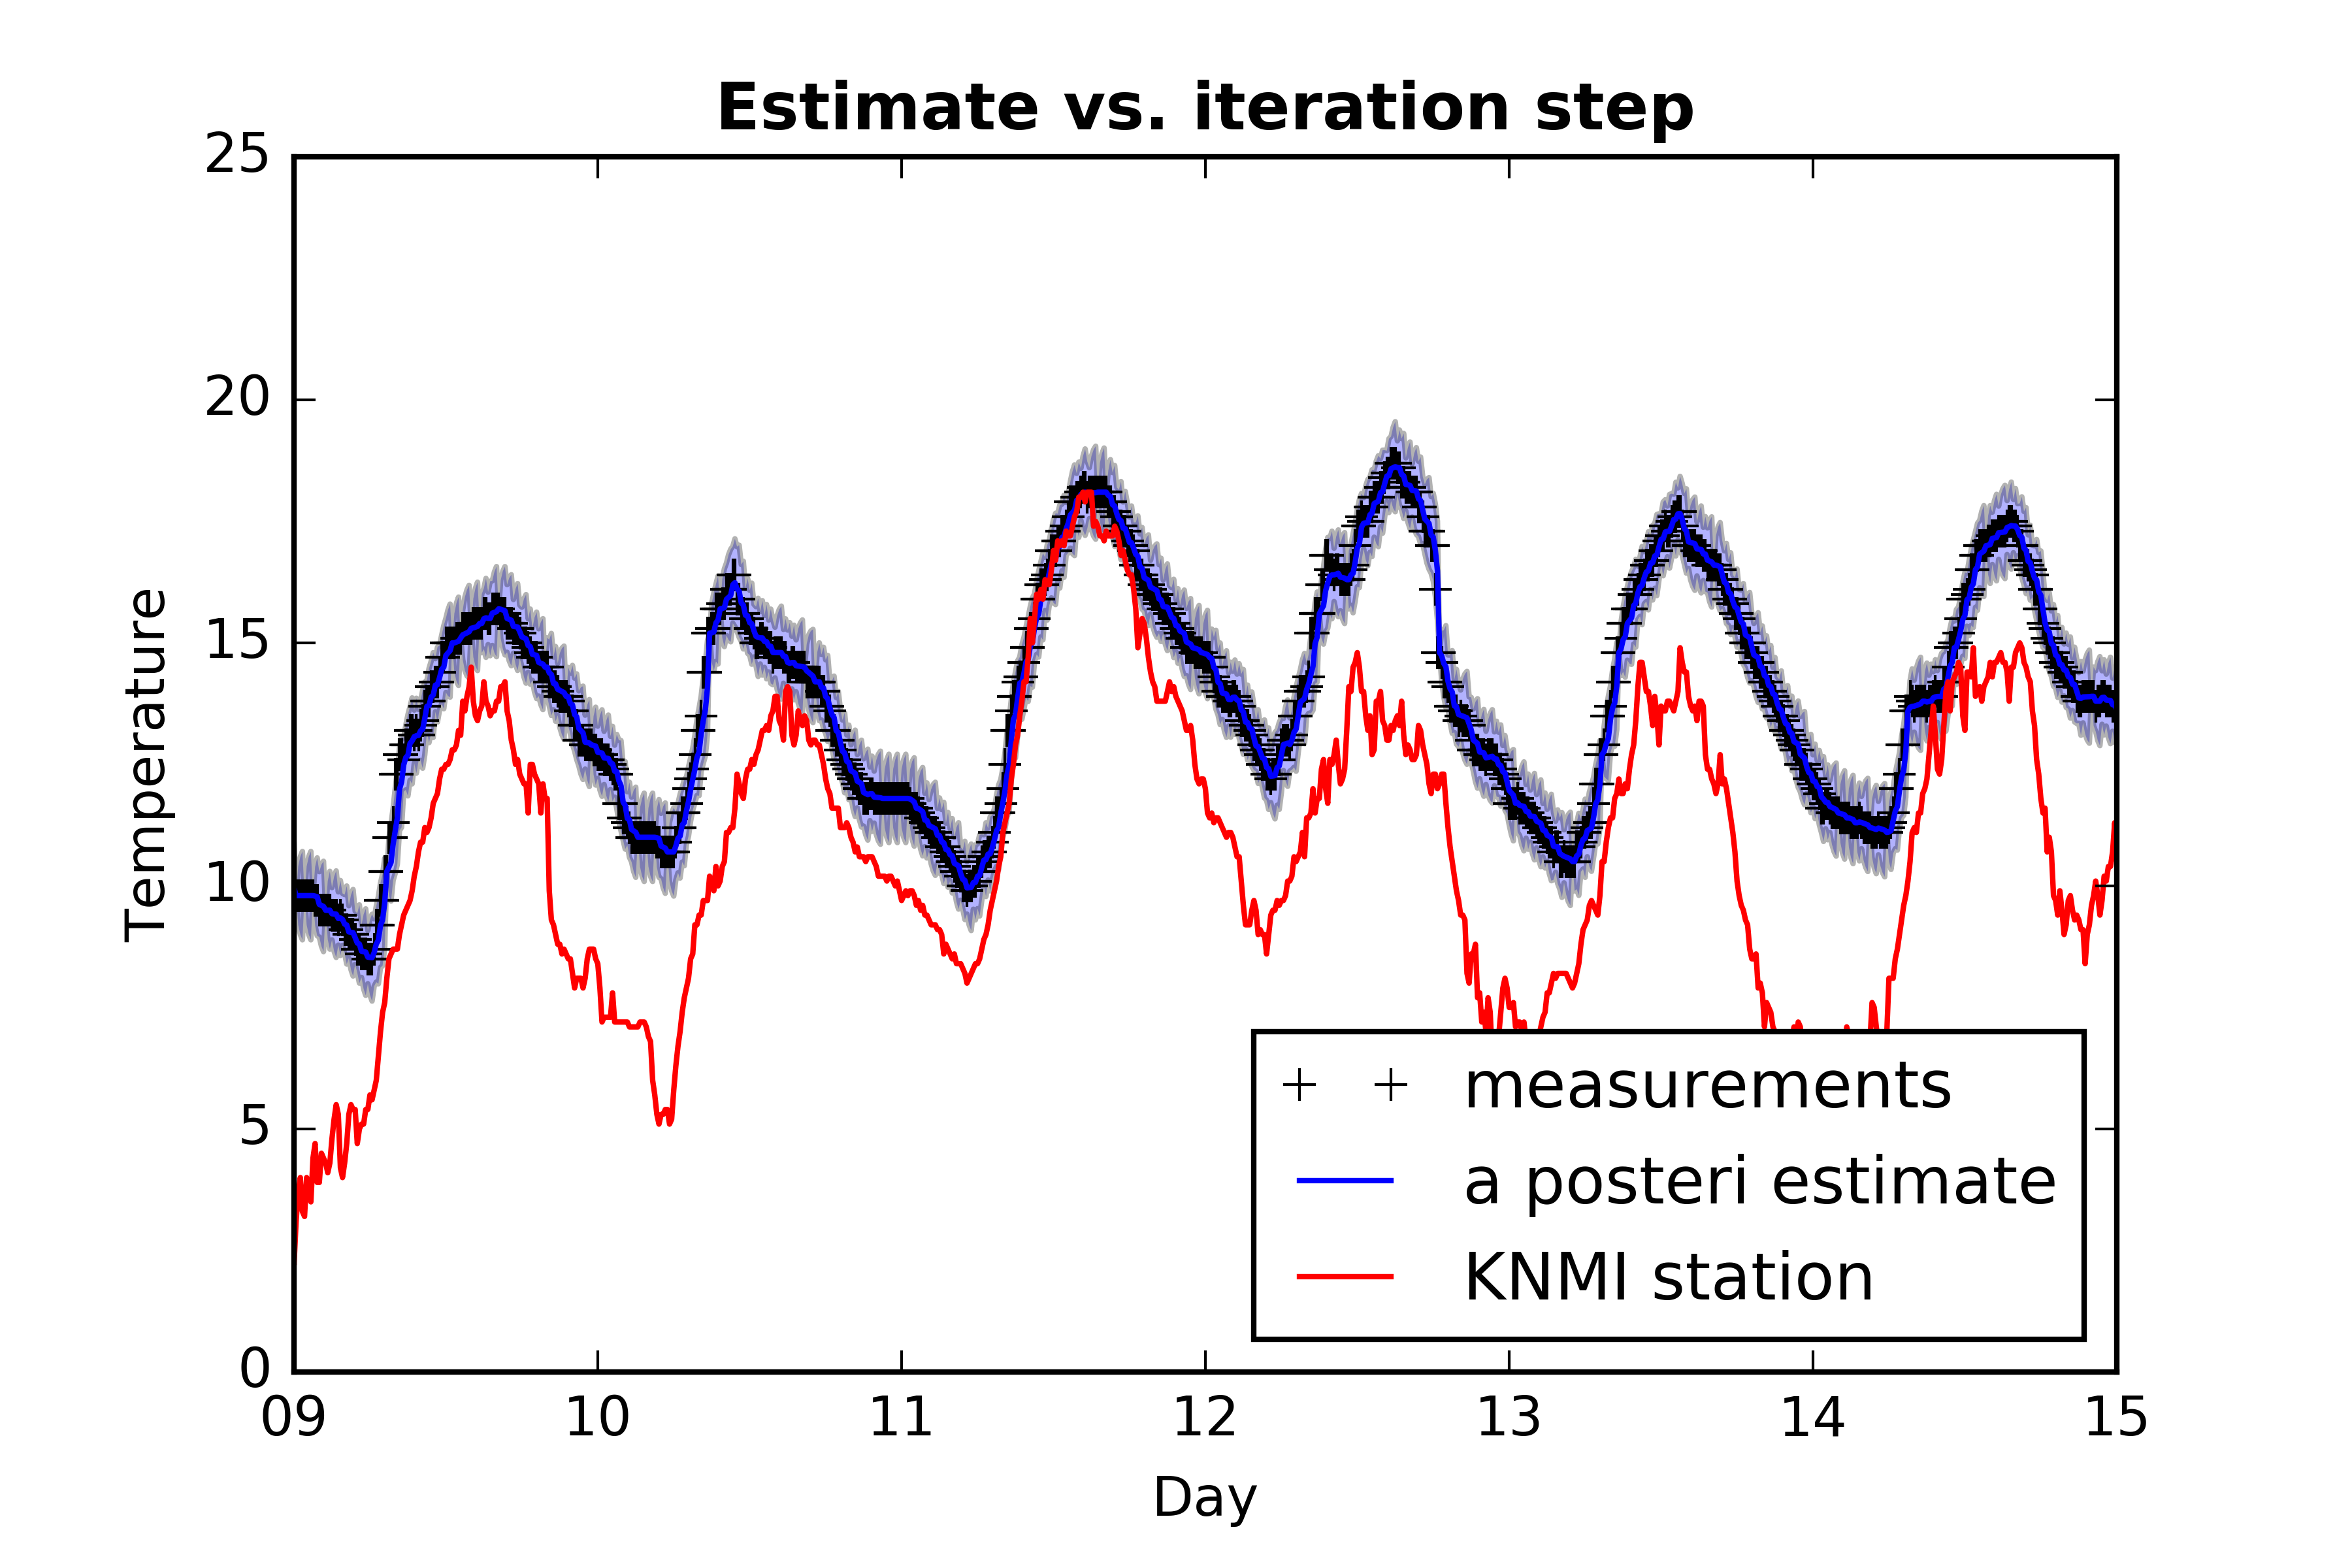 Estimate vs. iteration step
25
20
15
10
5
0
Temperature
09 10 11 12 13 14 15
Day
measurements
a posteri estimate
KNMI station